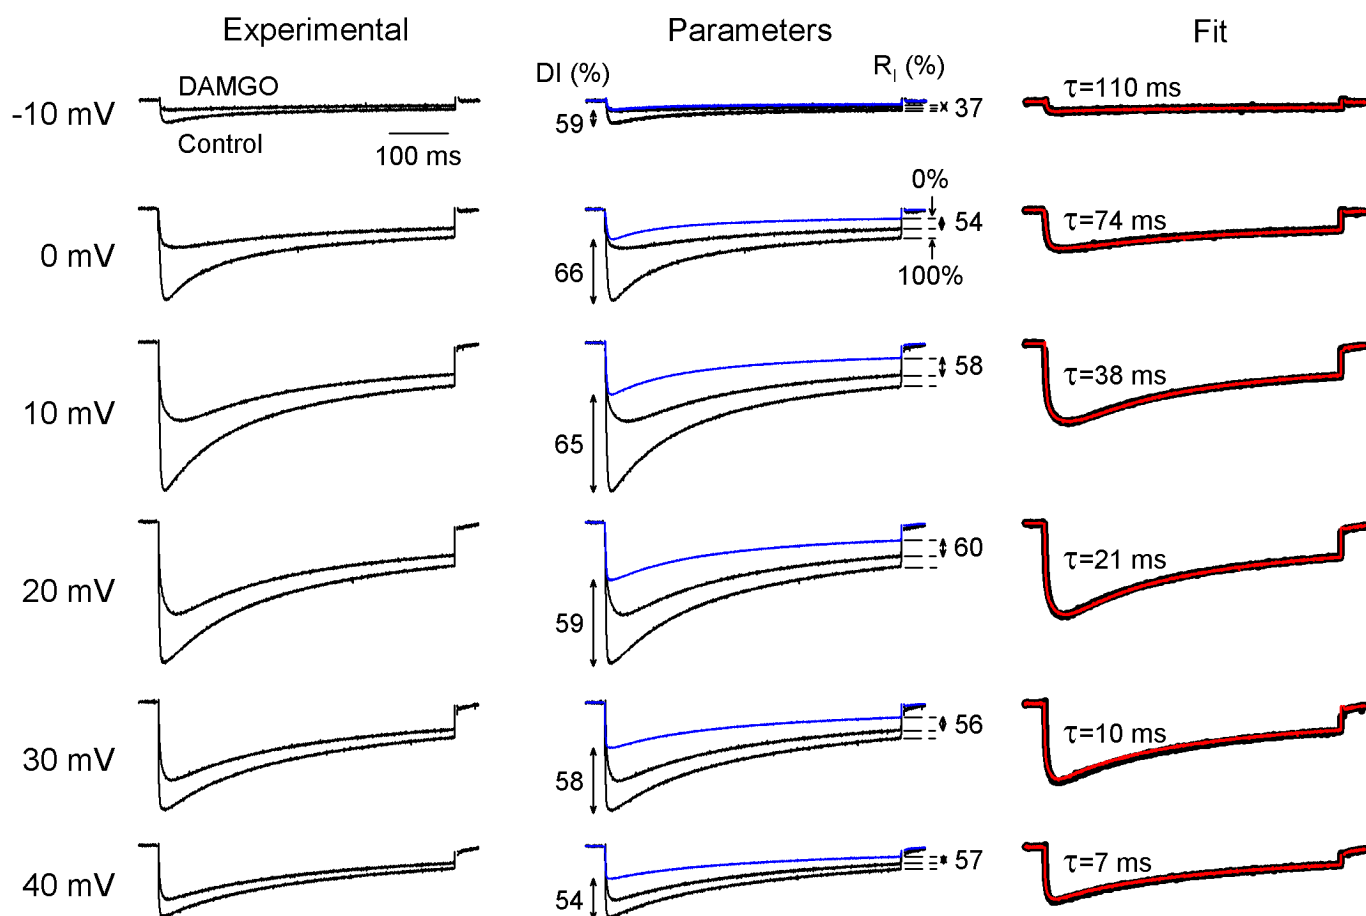 Experimental Parameters Fit
DI (%) R_I (%)
-10 mV DAMGO 59 37 τ=110 ms
Control
100 ms
0%
0 mV 66 54 τ=74 ms
100%
10 mV 65 58 τ=38 ms
20 mV 59 60 τ=21 ms
30 mV 58 56 τ=10 ms
40 mV 54 57 τ=7 ms